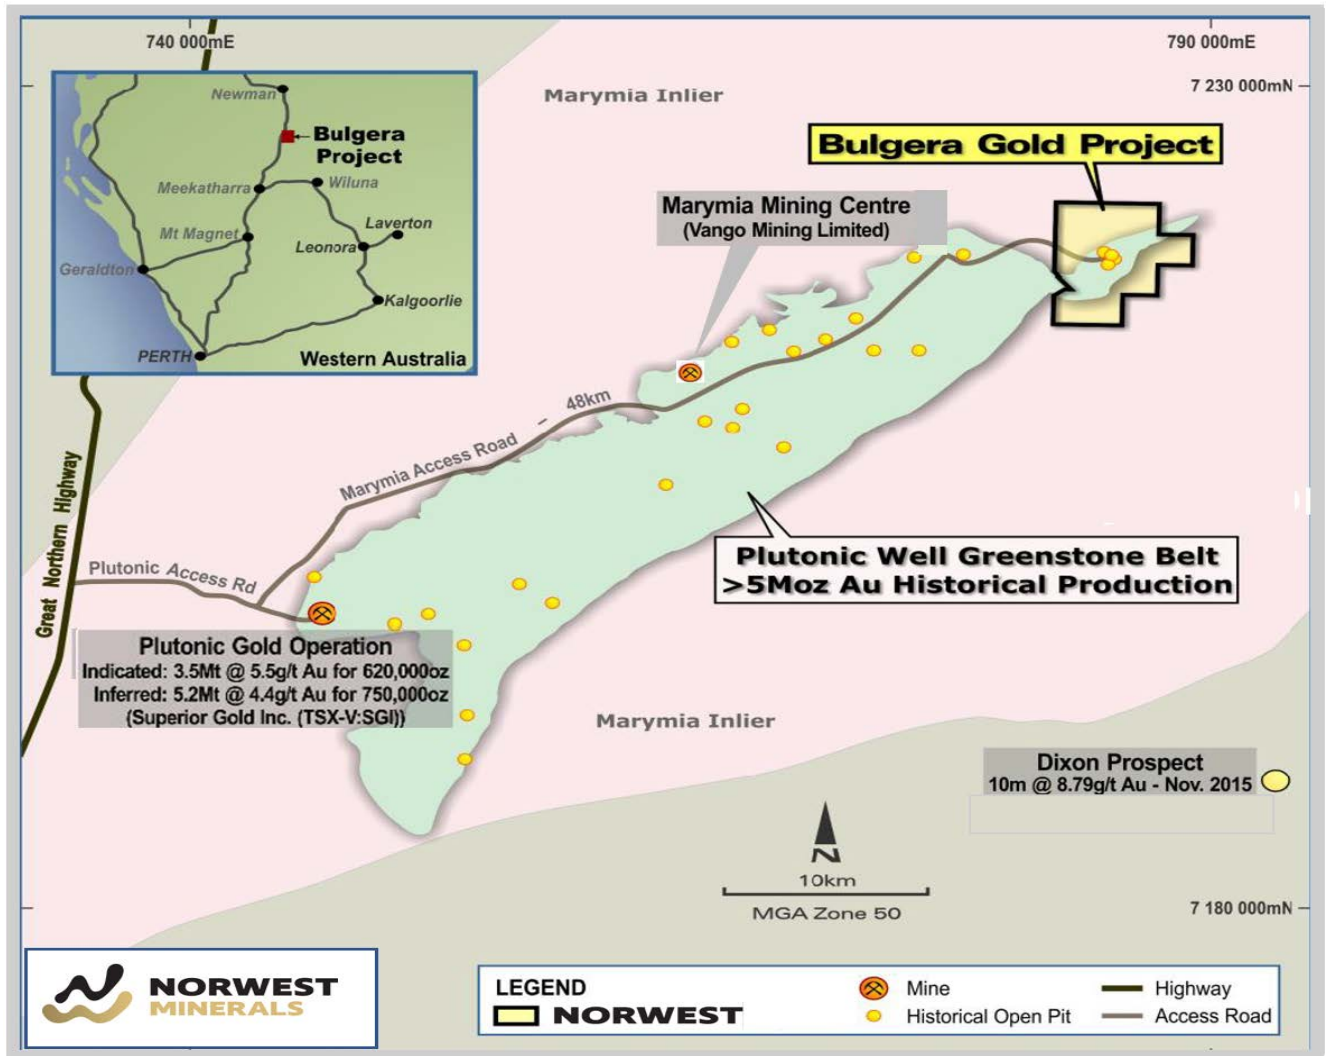 740 000mE
790 000mE
7 230 000mN
Marymia Inlier
Newman
Bulgera
Project
Meekatharra
Wiluna
Laverton
Mt Magnet
Leonora
Geraldton
Kalgoorlie
PERTH
Western Australia
Bulgera Gold Project
Marymia Mining Centre
(Vango Mining Limited)
Marymia Access Road – 48km
Great Northern Highway
Plutonic Access Rd
Plutonic Well Greenstone Belt
>5Moz Au Historical Production
Plutonic Gold Operation
Indicated: 3.5Mt @ 5.5g/t Au for 620,000oz
Inferred: 5.2Mt @ 4.4g/t Au for 750,000oz
(Superior Gold Inc. (TSX-V:SGI))
Marymia Inlier
Dixon Prospect
10m @ 8.79g/t Au - Nov. 2015
N
10km
MGA Zone 50
7 180 000mN
NORWEST
MINERALS
LEGEND
NORWEST
Mine
Historical Open Pit
Highway
Access Road